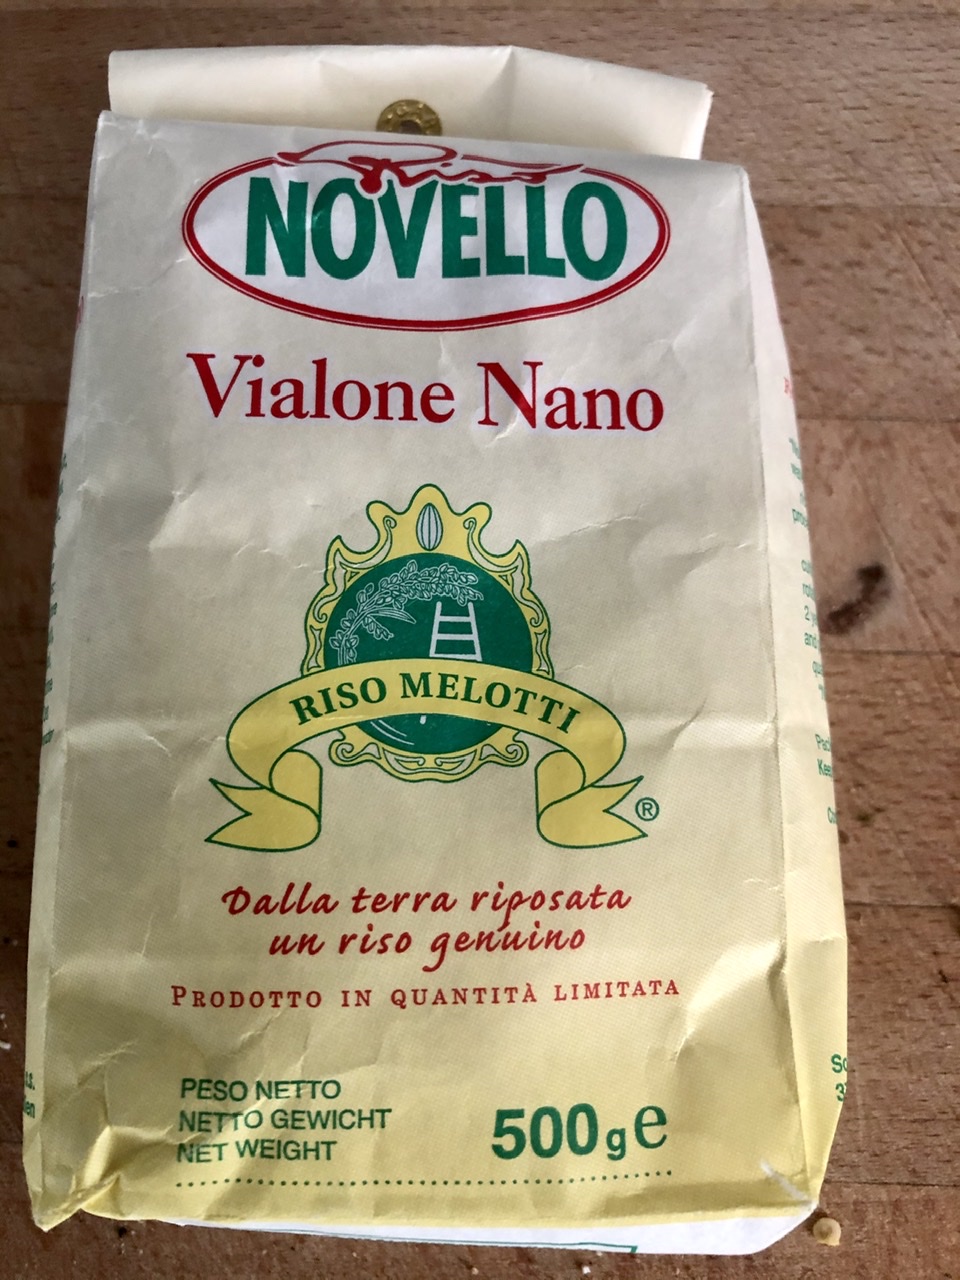 Riso
NOVELLO
Vialone Nano
RISO MELOTTI
®
Dalla terra riposata
un riso genuino
PRODOTTO IN QUANTITÀ LIMITATA
PESO NETTO
NETTO GEWICHT
NET WEIGHT
500g e